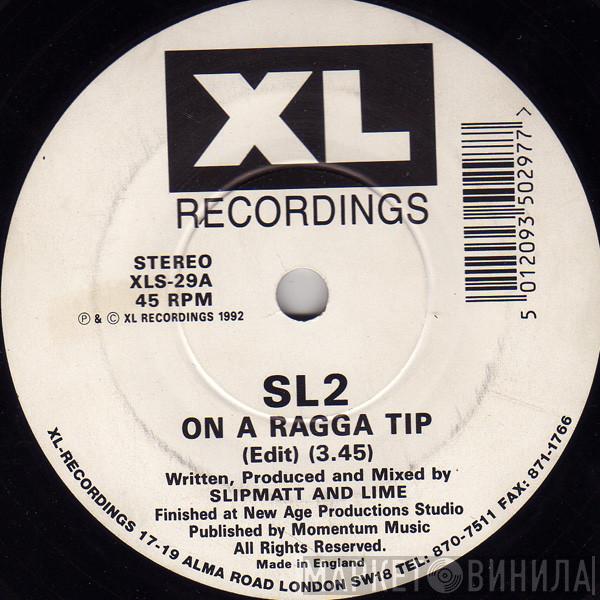 XL
RECORDINGS
STEREO
XLS-29A
45 RPM
Ⓟ & © XL RECORDINGS 1992
5 012093 502977 >
SL2
ON A RAGGA TIP
(Edit) (3.45)
Written, Produced and Mixed by
SLIPMATT AND LIME
Finished at New Age Productions Studio
Published by Momentum Music
All Rights Reserved.
Made in England
XL-RECORDINGS 17-19 ALMA ROAD LONDON SW18 TEL: 870-7511 FAX: 871-1766
МАРКЕТ ВИНИЛА